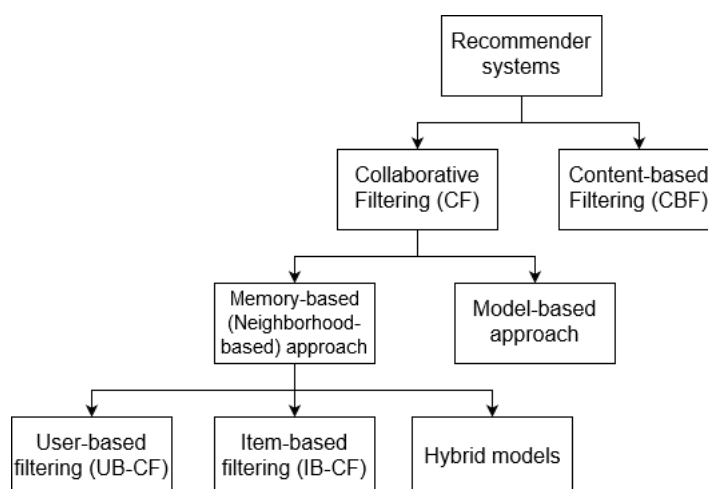 Recommender
systems
Collaborative
Filtering (CF)
Content-based
Filtering (CBF)
Memory-based
(Neighborhood-
based) approach
Model-based
approach
User-based
filtering (UB-CF)
Item-based
filtering (IB-CF)
Hybrid models